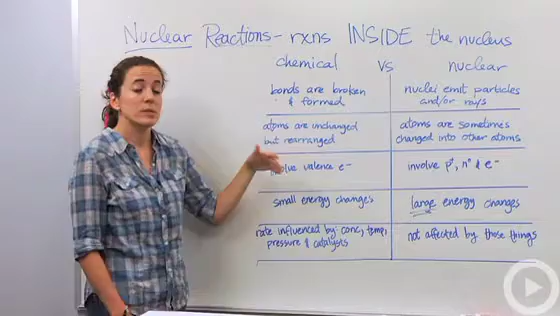 Nuclear Reactions - rxns INSIDE the nucleus
chemical vs nuclear
bonds are broken & formed
nuclei emit particles and/or rays
atoms are unchanged but rearranged
atoms are sometimes changed into other atoms
involve valence e⁻
involve p⁺, n° & e⁻
small energy changes
large energy changes
rate influenced by: conc, temp, pressure & catalysts
not affected by those things